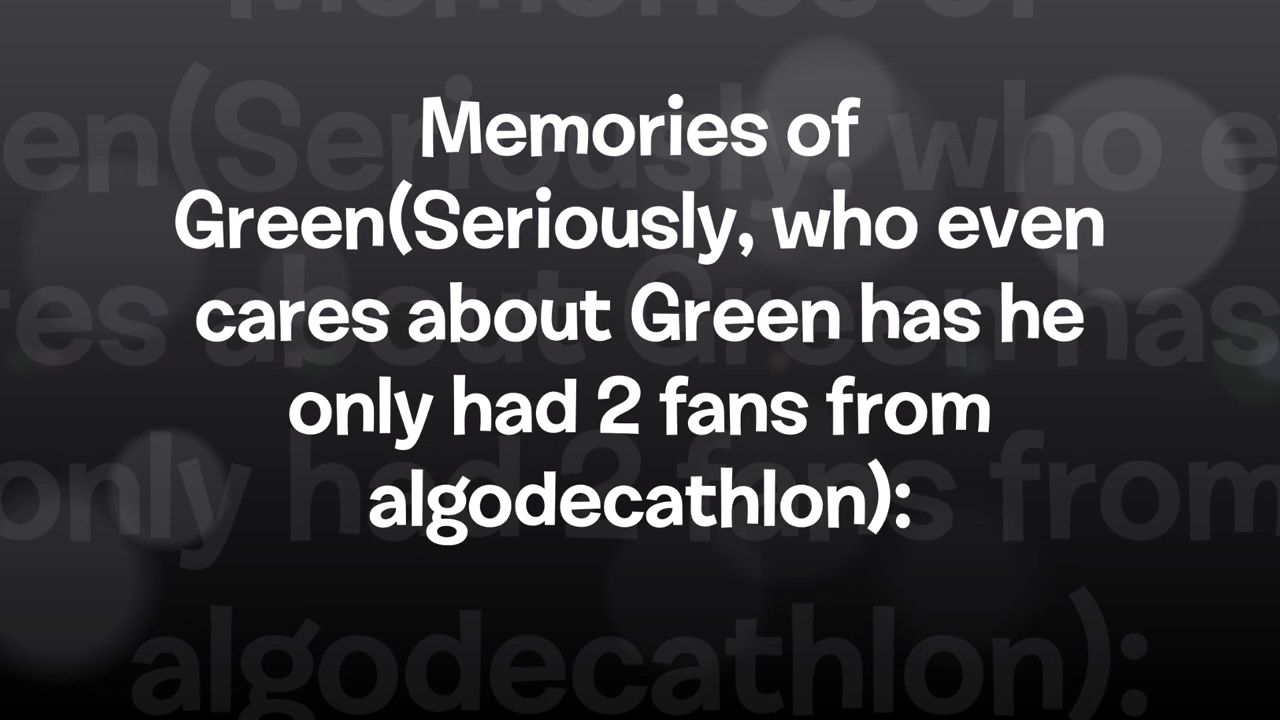 Memories of
Green(Seriously, who even
cares about Green has he
only had 2 fans from
algodecathlon):